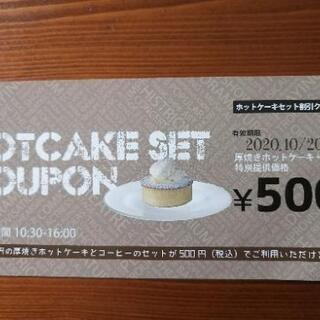 OTCAKE SET
OUPON
間 10:30-16:00
ホットケーキセット割引ク
有効期限
2020.10/20
厚焼きホットケーキ・
特別提供価格
¥500
円の厚焼きホットケーキとコーヒーのセットが500円(税込)でご利用いただけ